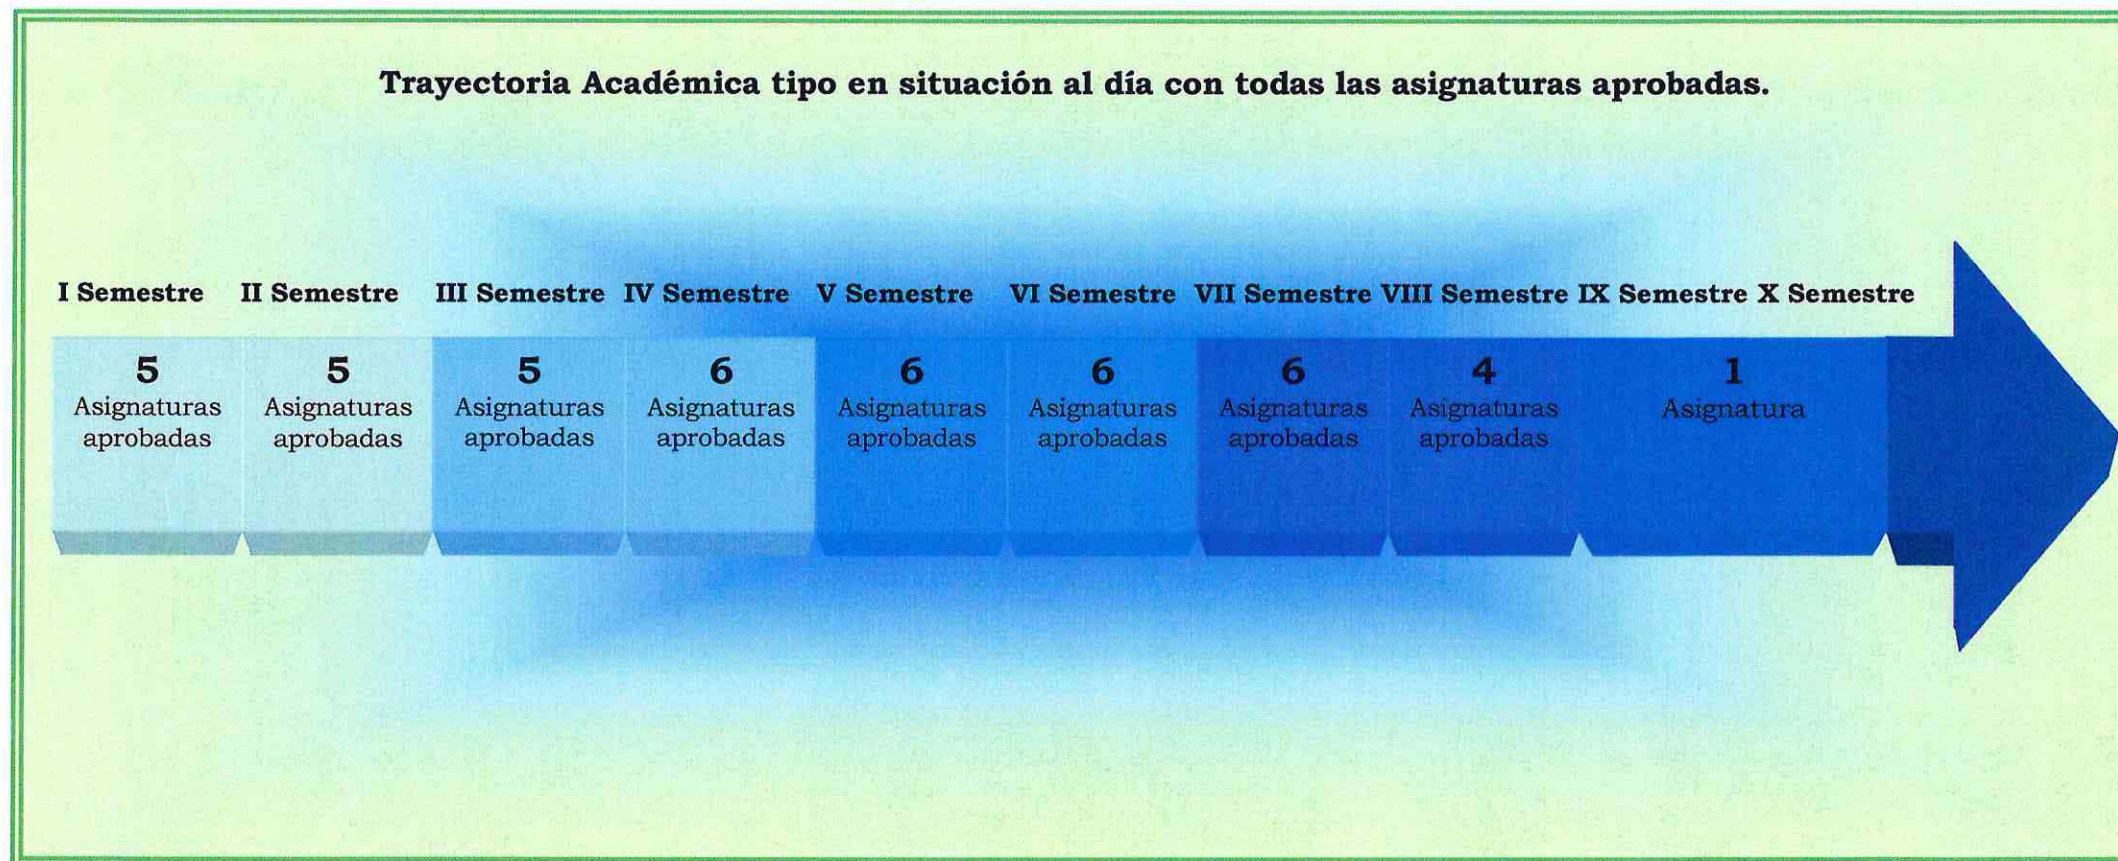 Trayectoria Académica tipo en situación al día con todas las asignaturas aprobadas.
I Semestre II Semestre III Semestre IV Semestre V Semestre VI Semestre VII Semestre VIII Semestre IX Semestre X Semestre
5 5 5 6 6 6 6 4 1
Asignaturas Asignaturas Asignaturas Asignaturas Asignaturas Asignaturas Asignaturas Asignaturas Asignatura
aprobadas aprobadas aprobadas aprobadas aprobadas aprobadas aprobadas aprobadas